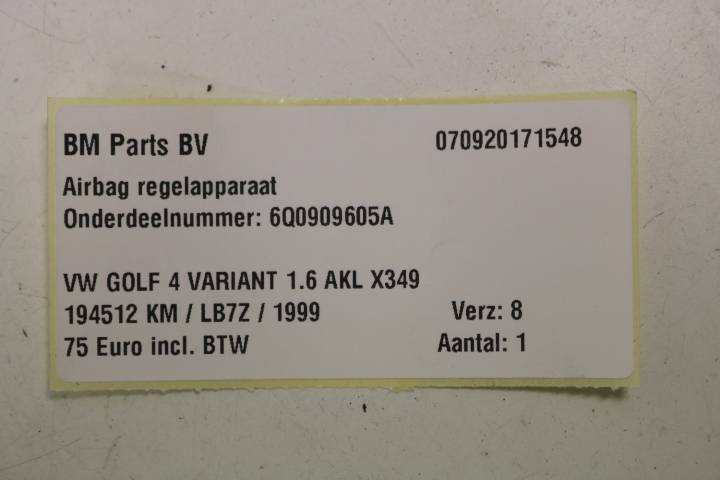 BM Parts BV 070920171548
Airbag regelapparaat
Onderdeelnummer: 6Q0909605A
VW GOLF 4 VARIANT 1.6 AKL X349
194512 KM / LB7Z / 1999 Verz: 8
75 Euro incl. BTW Aantal: 1